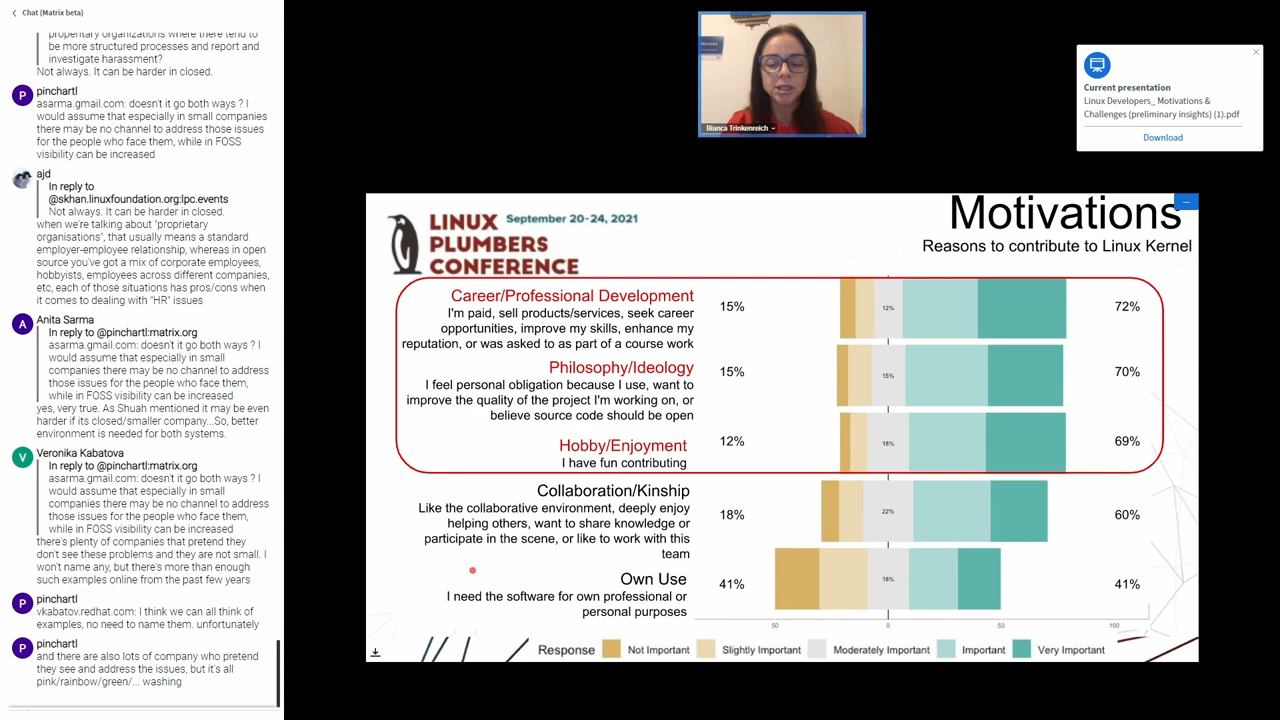 Chat (Matrix beta)
propertary organizations where there tend to
be more structured processes and report and
investigate harassment?
Not always. It can be harder in closed.
P
pinchartl
asarma.gmail.com: doesn't it go both ways ? I
would assume that especially in small companies
there may be no channel to address those issues
for the people who face them, while in FOSS
visibility can be increased
ajd
In reply to
@skhan.linuxfoundation.org:lpc.events
Not always. It can be harder in closed.
when we're talking about "proprietary
organisations", that usually means a standard
employer-employee relationship, whereas in open
source you've got a mix of corporate employees,
hobbyists, employees across different companies,
etc, each of those situations has pros/cons when
it comes to dealing with "HR" issues
A
Anita Sarma
In reply to @pinchartl:matrix.org
asarma.gmail.com: doesn't it go both ways ? I
would assume that especially in small
companies there may be no channel to address
those issues for the people who face them,
while in FOSS visibility can be increased
yes, very true. As Shuah mentioned it may be even
harder if its closed/smaller company...So, better
environment is needed for both systems.
V
Veronika Kabatova
In reply to @pinchartl:matrix.org
asarma.gmail.com: doesn't it go both ways ? I
would assume that especially in small
companies there may be no channel to address
those issues for the people who face them,
while in FOSS visibility can be increased
there's plenty of companies that pretend they
don't see these problems and they are not small. I
won't name any, but there's more than enough
such examples online from the past few years
P
pinchartl
vkabatov.redhat.com: I think we can all think of
examples, no need to name them. unfortunately
P
pinchartl
and there are also lots of company who pretend
they see and address the issues, but it's all
pink/rainbow/green/... washing
Bianca Trinkenreich
Current presentation
Linux Developers_ Motivations &
Challenges (preliminary insights) (1).pdf
Download
LINUX
PLUMBERS
CONFERENCE
September 20-24, 2021
Motivations
Reasons to contribute to Linux Kernel
Career/Professional Development
I'm paid, sell products/services, seek career
opportunities, improve my skills, enhance my
reputation, or was asked to as part of a course work
15%
12%
72%
Philosophy/Ideology
I feel personal obligation because I use, want to
improve the quality of the project I'm working on, or
believe source code should be open
15%
15%
70%
Hobby/Enjoyment
I have fun contributing
12%
18%
69%
Collaboration/Kinship
Like the collaborative environment, deeply enjoy
helping others, want to share knowledge or
participate in the scene, or like to work with this
team
18%
22%
60%
Own Use
I need the software for own professional or
personal purposes
41%
18%
41%
50 0 50 100
Response Not Important Slightly Important Moderately Important Important Very Important